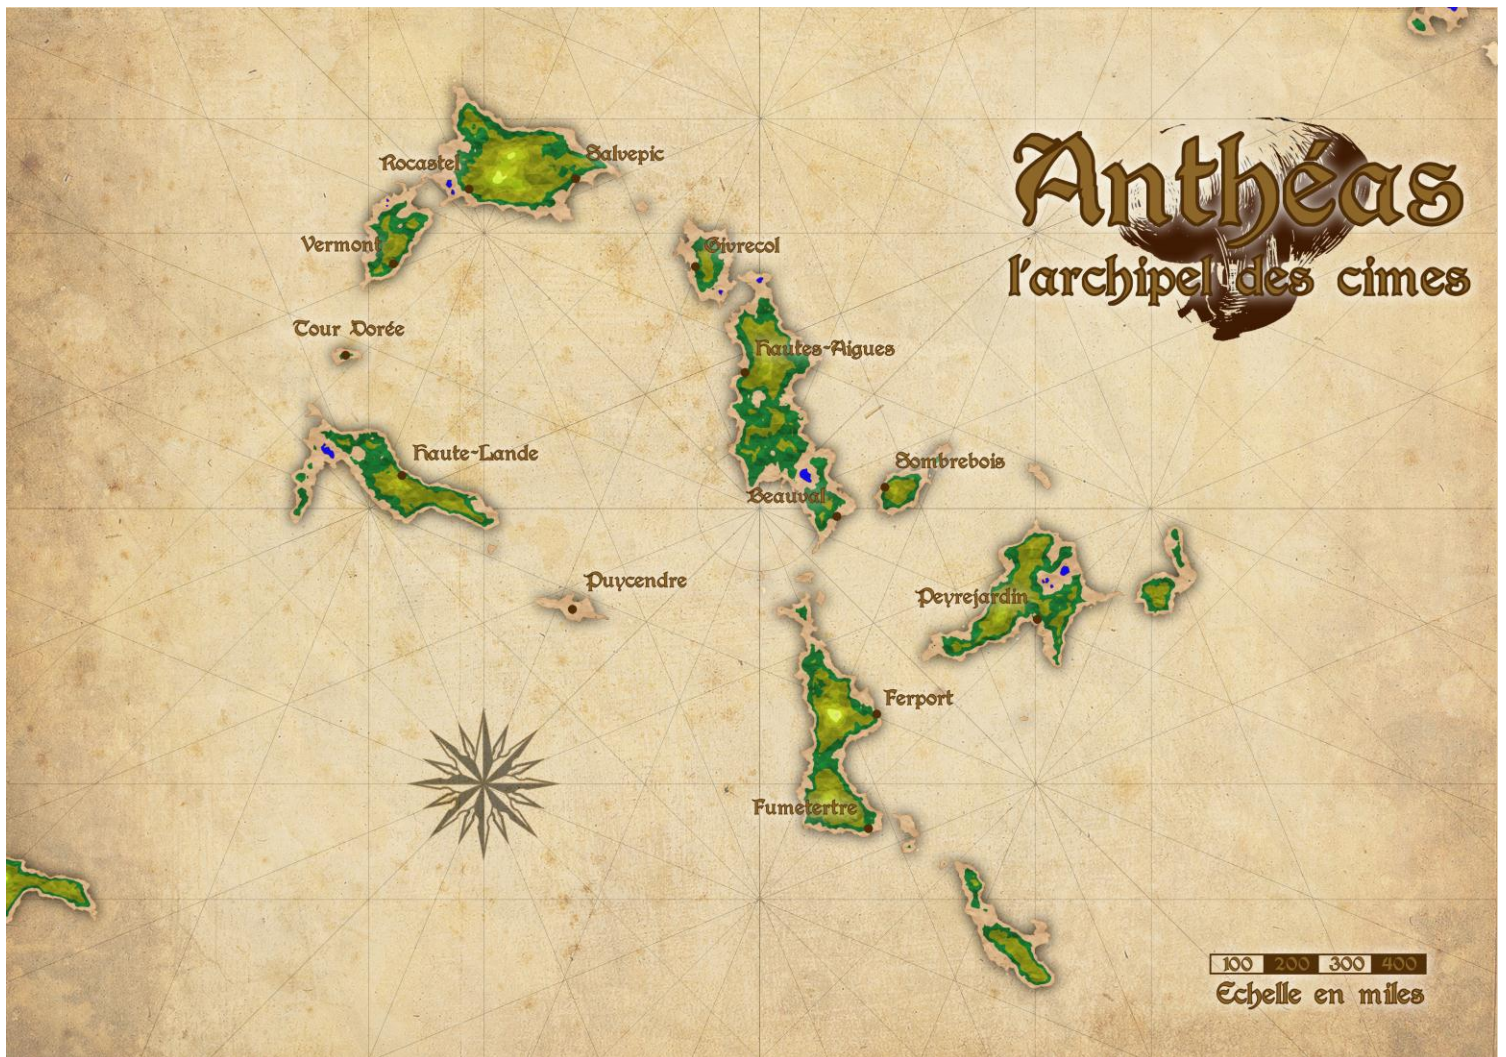 Anthéas
l'archipel des cimes
Rocastel
Salvepic
Vermont
Givrecol
Tour Dorée
Hautes-Aigues
Haute-Lande
Sombrebois
Beauval
Puycendre
Peyrejardin
Ferport
Fumetertre
100 200 300 400
Echelle en miles